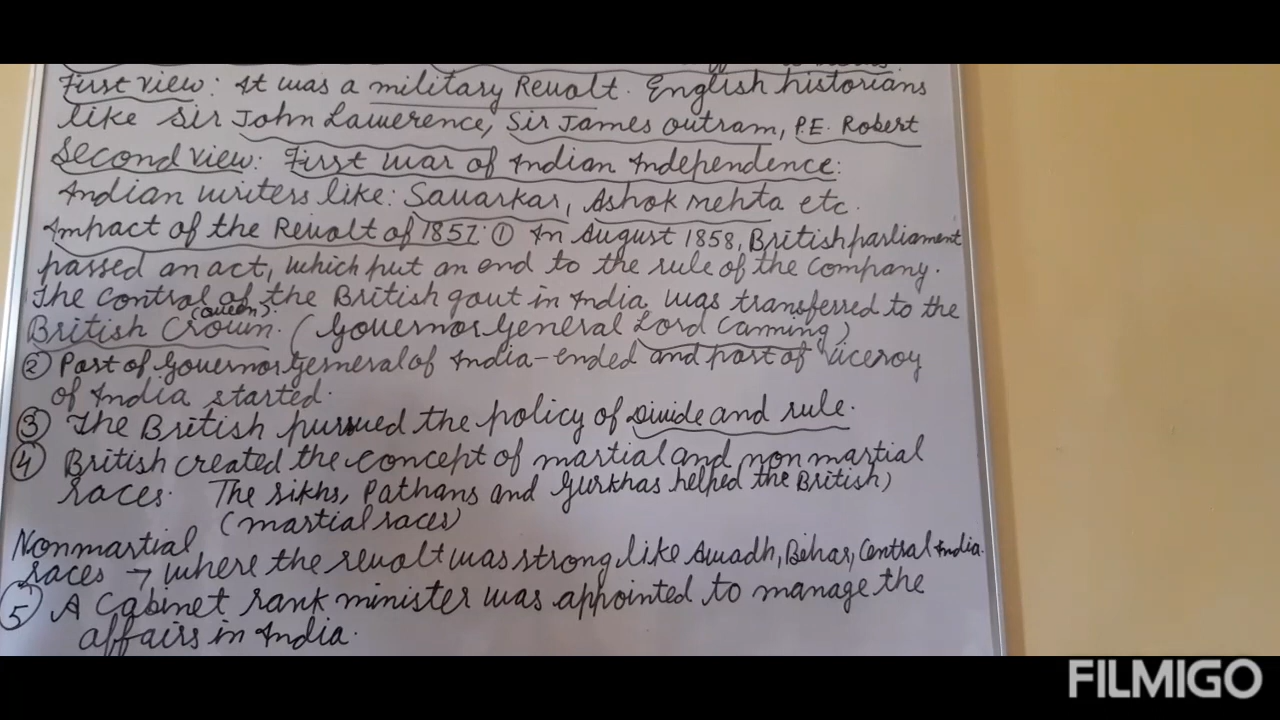 First view: It was a military Revolt. English historians
like Sir John Lawerence, Sir James Outram, P.E. Robert
Second view: First war of Indian Independence:
Indian writers like: Savarkar, Ashok mehta etc.
Impact of the Revolt of 1857: ① In August 1858, British parliament
passed an act, which put an end to the rule of the Company.
The control of the British govt in India was transferred to the
(Queen)
British Crown. (Governor General Lord Canning)
② Post of Governor General of India-ended and post of viceroy
of India started.
③ The British pursued the policy of Divide and rule.
④ British created the concept of martial and non martial
races. The sikhs, Pathans and Gurkhas helped the British)
(martial races)
Nonmartial
races → where the revolt was strong like Awadh, Bihar, Central India.
⑤ A Cabinet rank minister was appointed to manage the
affairs in India.
FILMIGO